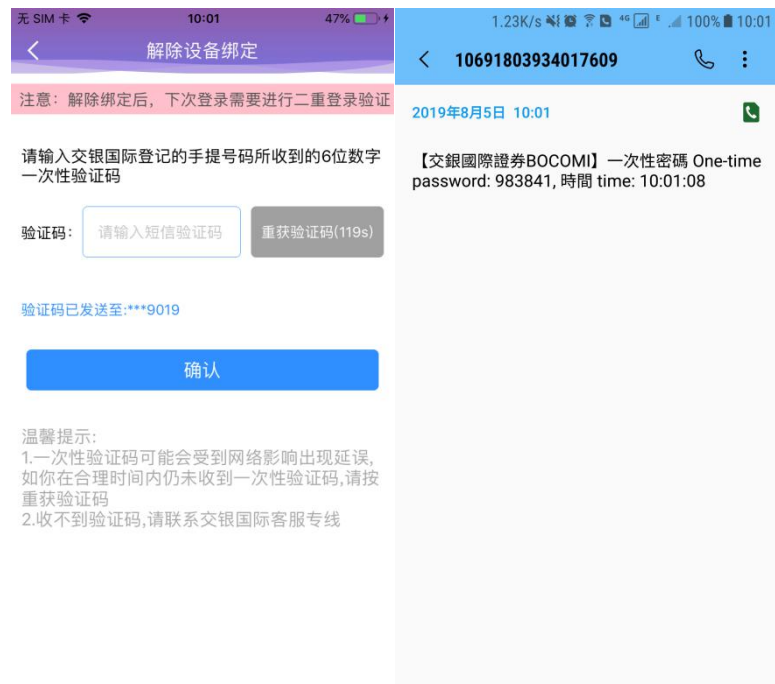 无 SIM 卡 10:01 47%
解除设备绑定
注意：解除绑定后，下次登录需要进行二重登录验证
请输入交银国际登记的手提号码所收到的6位数字
一次性验证码
验证码: 请输入短信验证码 重获验证码(119s)
验证码已发送至:***9019
确认
温馨提示:
1.一次性验证码可能会受到网络影响出现延误,
如你在合理时间内仍未收到一次性验证码,请按
重获验证码
2.收不到验证码,请联系交银国际客服专线
1.23K/s 4G E 100% 10:01
10691803934017609
2019年8月5日 10:01
【交銀國際證券BOCOMI】一次性密碼 One-time
password: 983841, 時間 time: 10:01:08